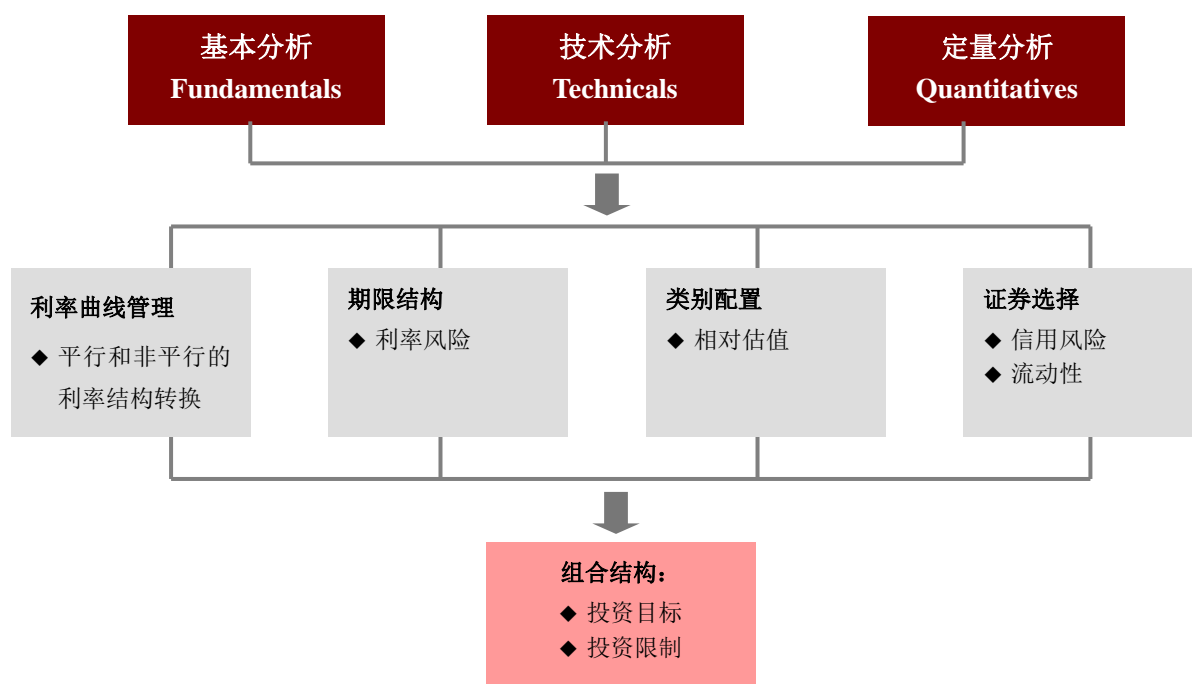 基本分析
Fundamentals
技术分析
Technicals
定量分析
Quantitatives
利率曲线管理
◆ 平行和非平行的
利率结构转换
期限结构
◆ 利率风险
类别配置
◆ 相对估值
证券选择
◆ 信用风险
◆ 流动性
组合结构：
◆ 投资目标
◆ 投资限制